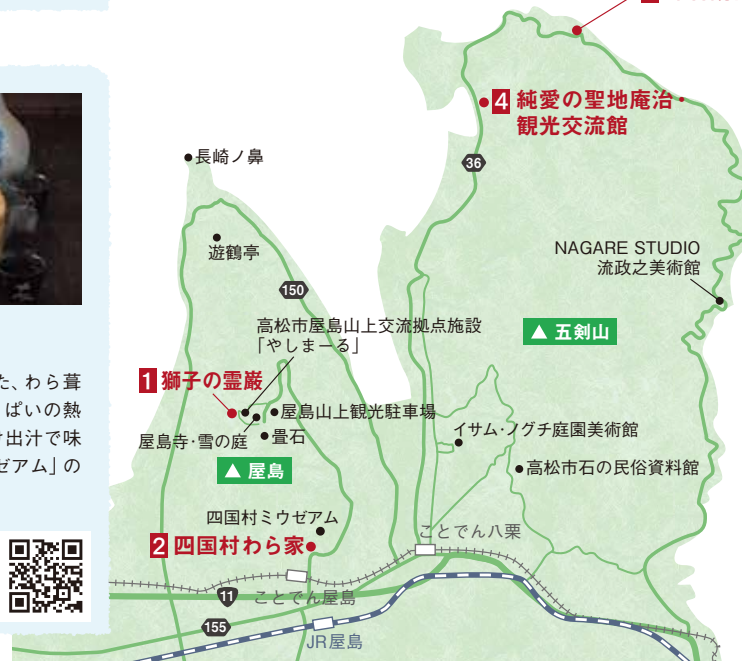 4 純愛の聖地庵治・
観光交流館
36
長崎ノ鼻
遊鶴亭
150
NAGARE STUDIO
流政之美術館
高松市屋島山上交流拠点施設
「やしまーる」
▲ 五剣山
1 獅子の霊巌
屋島山上観光駐車場
屋島寺・雪の庭
畳石
イサム・ノグチ庭園美術館
▲ 屋島
高松市石の民俗資料館
四国村ミウゼアム
2 四国村わら家
ことでん八栗
11
ことでん屋島
155
JR屋島
た、わら葺
ぱいの熱
け出汁で味
ゼアム」の